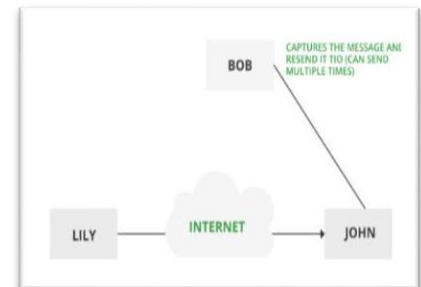 BOB
CAPTURES THE MESSAGE ANI
RESEND IT TIO (CAN SEND
MULTIPLE TIMES)
LILY
INTERNET
JOHN